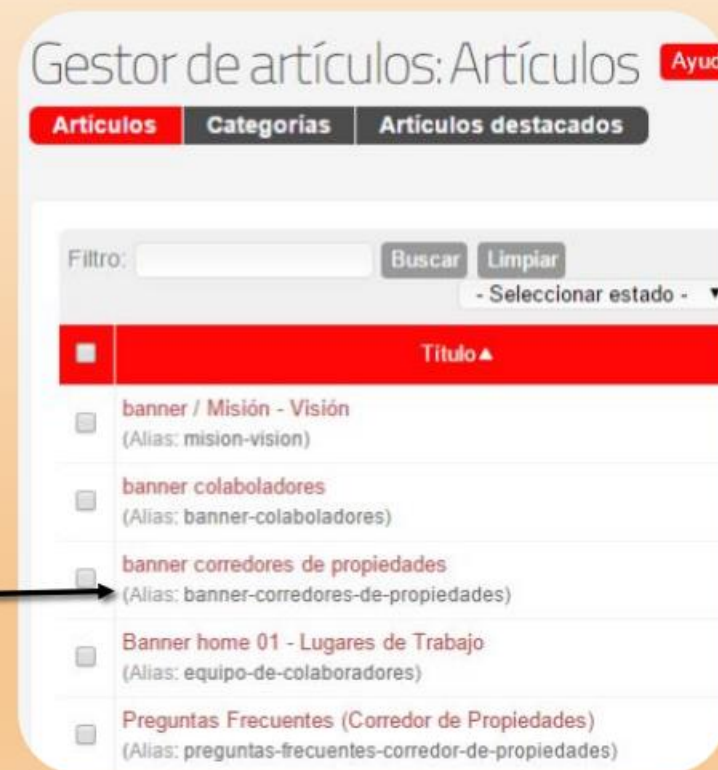 Gestor de artículos: Artículos
Artículos Categorías Artículos destacados
Filtro: Buscar Limpiar
- Seleccionar estado -
Título
banner / Misión - Visión
(Alias: mision-vision)
banner colaboladores
(Alias: banner-colaboladores)
banner corredores de propiedades
(Alias: banner-corredores-de-propiedades)
Banner home 01 - Lugares de Trabajo
(Alias: equipo-de-colaboradores)
Preguntas Frecuentes (Corredor de Propiedades)
(Alias: preguntas-frecuentes-corredor-de-propiedades)